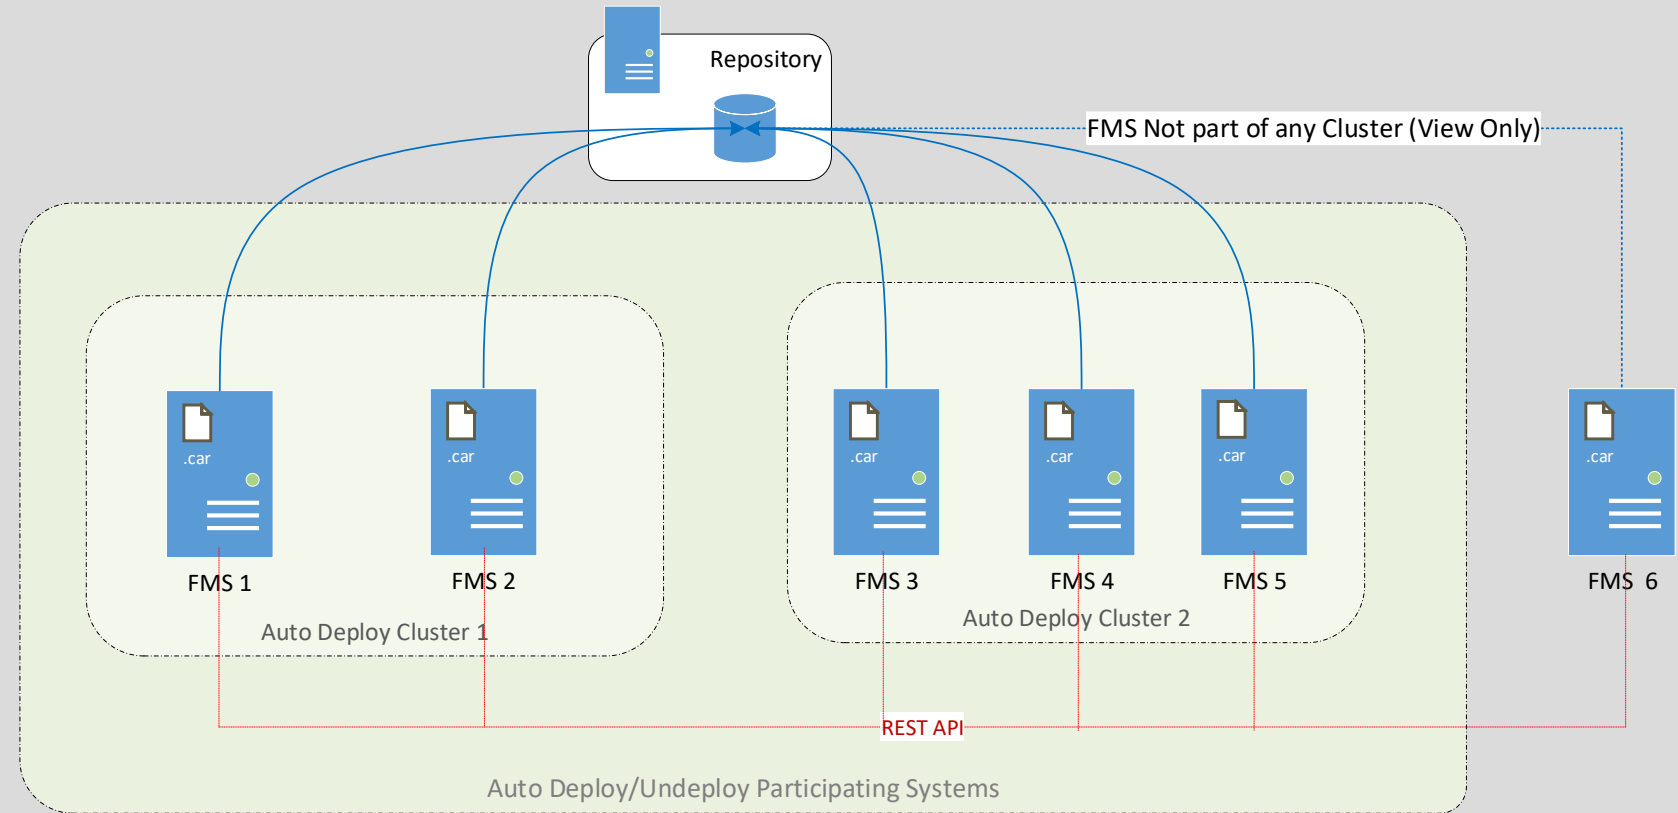 Repository
FMS Not part of any Cluster (View Only)
.car
.car
.car
.car
.car
.car
FMS 1
FMS 2
FMS 3
FMS 4
FMS 5
FMS  6
Auto Deploy Cluster 1
Auto Deploy Cluster 2
REST API
Auto Deploy/Undeploy Participating Systems